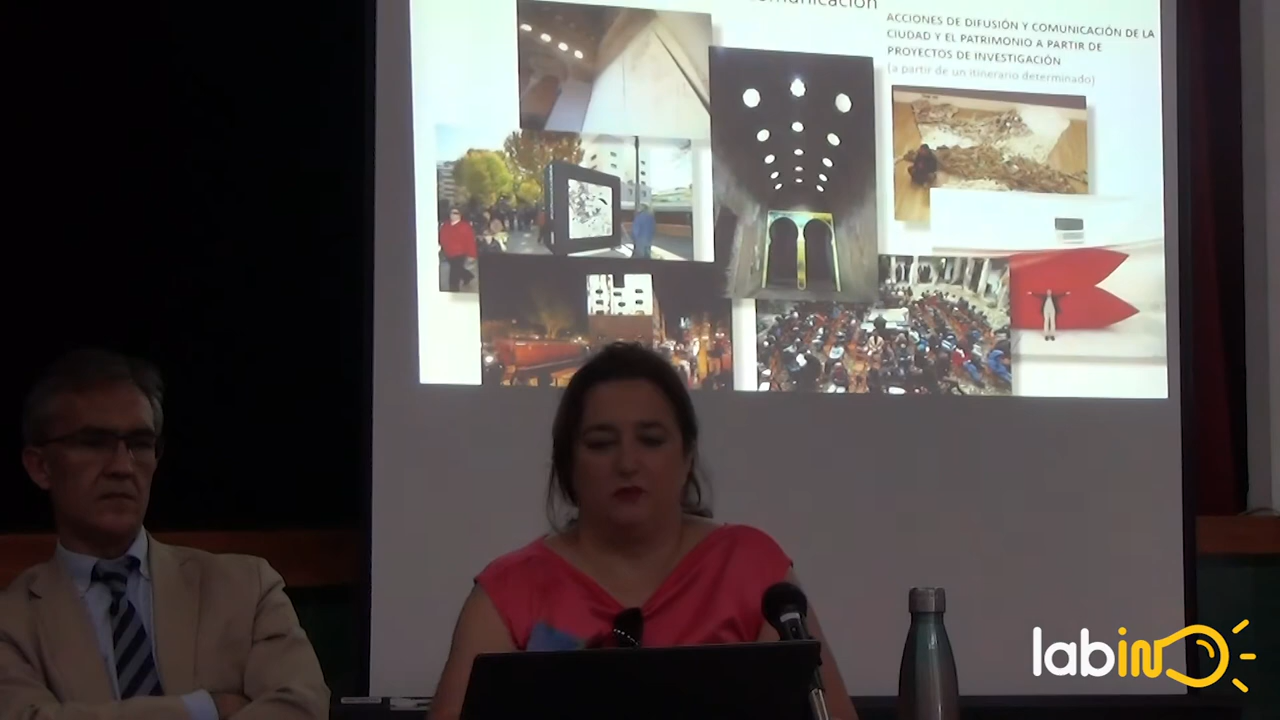 ACCIONES DE DIFUSIÓN Y COMUNICACIÓN DE LA
CIUDAD Y EL PATRIMONIO A PARTIR DE
PROYECTOS DE INVESTIGACIÓN
(a partir de un itinerario determinado)
labin